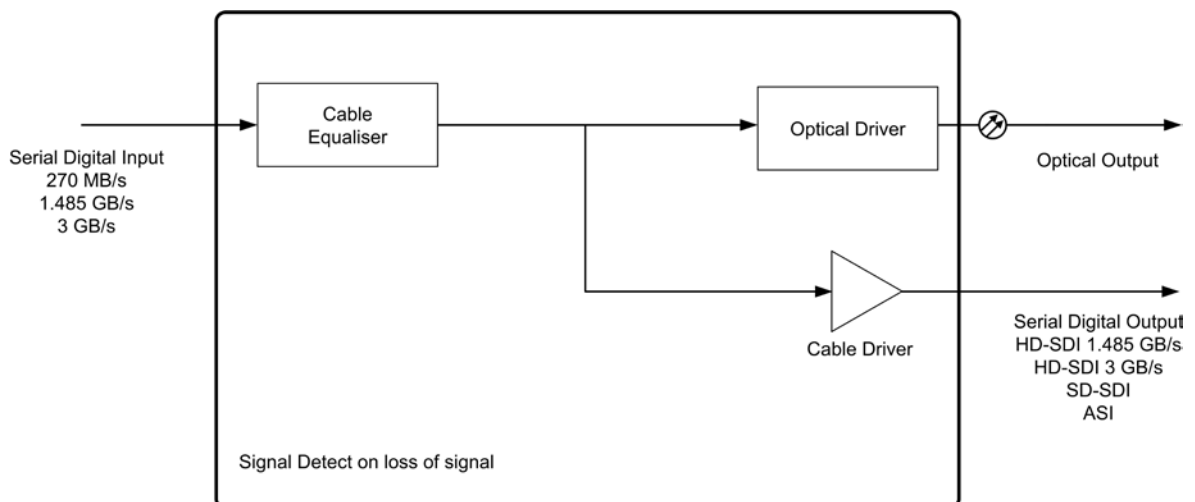 Cable
Equaliser
Optical Driver
Serial Digital Input
270 MB/s
1.485 GB/s
3 GB/s
Optical Output
Cable Driver
Serial Digital Output
HD-SDI 1.485 GB/s
HD-SDI 3 GB/s
SD-SDI
ASI
Signal Detect on loss of signal